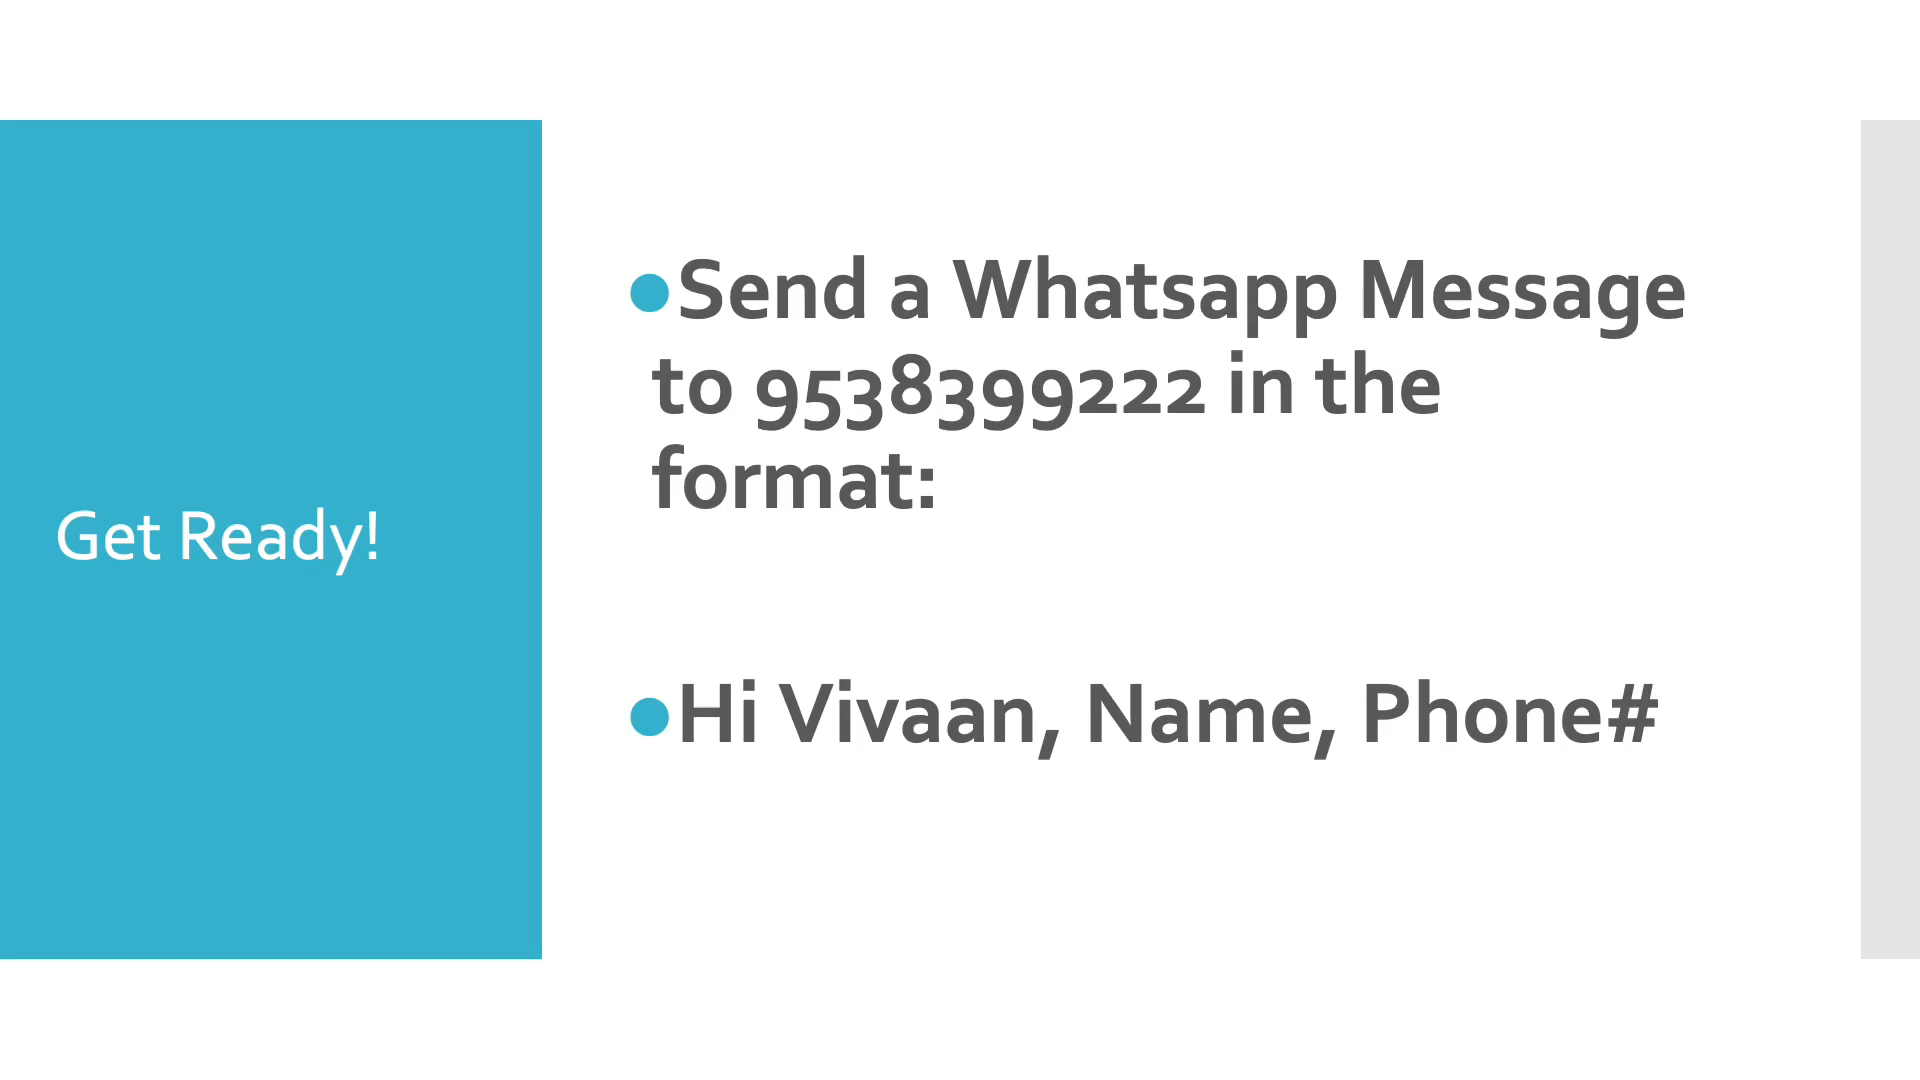 Get Ready!
●Send a Whatsapp Message
to 9538399222 in the
format:
●Hi Vivaan, Name, Phone#